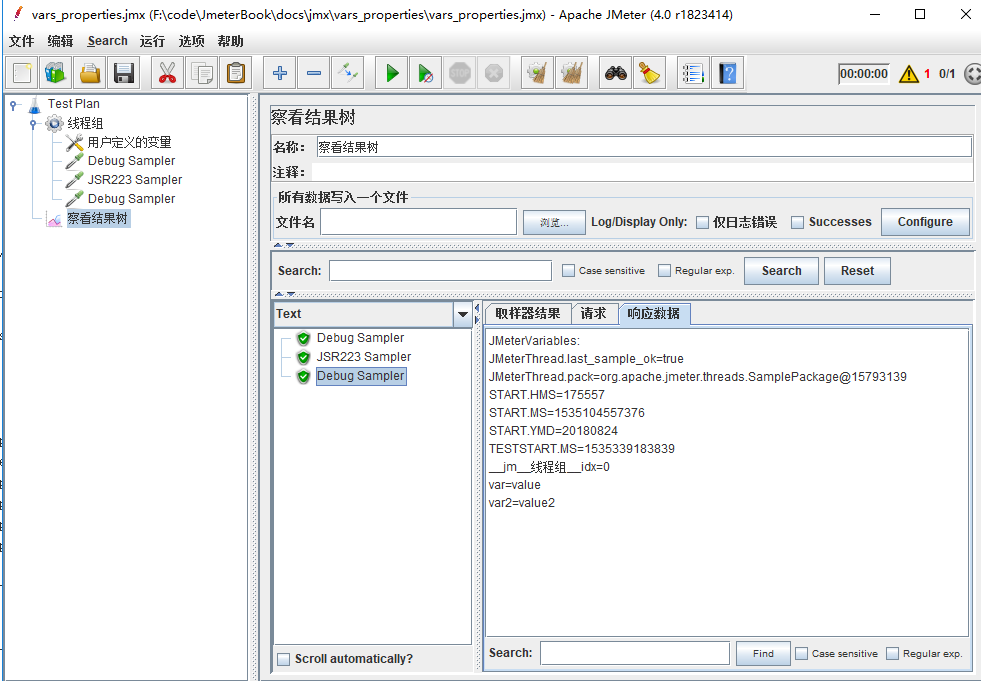 vars_properties.jmx (F:\code\JmeterBook\docs\jmx\vars_properties\vars_properties.jmx) - Apache JMeter (4.0 r1823414)
文件 编辑 Search 运行 选项 帮助
STOP 00:00:00 1 0/1
Test Plan
线程组
用户定义的变量
Debug Sampler
JSR223 Sampler
Debug Sampler
察看结果树
察看结果树
名称： 察看结果树
注释：
所有数据写入一个文件
文件名 浏览... Log/Display Only: 仅日志错误 Successes Configure
Search: Case sensitive Regular exp. Search Reset
Text
Debug Sampler
JSR223 Sampler
Debug Sampler
Scroll automatically?
取样器结果 请求 响应数据
JMeterVariables:
JMeterThread.last_sample_ok=true
JMeterThread.pack=org.apache.jmeter.threads.SamplePackage@15793139
START.HMS=175557
START.MS=1535104557376
START.YMD=20180824
TESTSTART.MS=1535339183839
__jm__线程组__idx=0
var=value
var2=value2
Search: Find Case sensitive Regular exp.